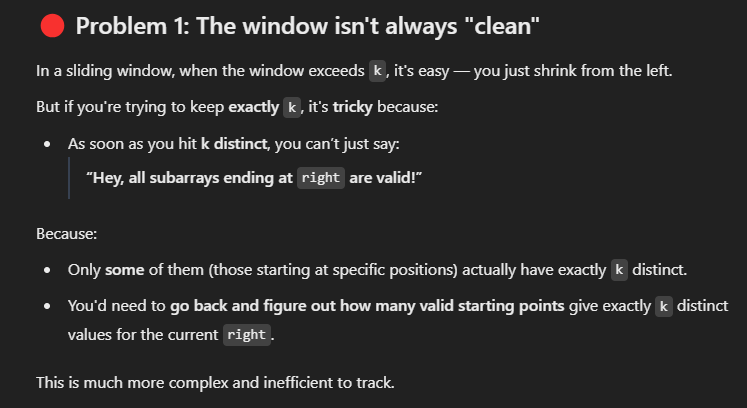 🔴 Problem 1: The window isn't always "clean"
In a sliding window, when the window exceeds k, it's easy — you just shrink from the left.
But if you're trying to keep exactly k, it's tricky because:
• As soon as you hit k distinct, you can't just say:
“Hey, all subarrays ending at right are valid!”
Because:
• Only some of them (those starting at specific positions) actually have exactly k distinct.
• You'd need to go back and figure out how many valid starting points give exactly k distinct
values for the current right.
This is much more complex and inefficient to track.